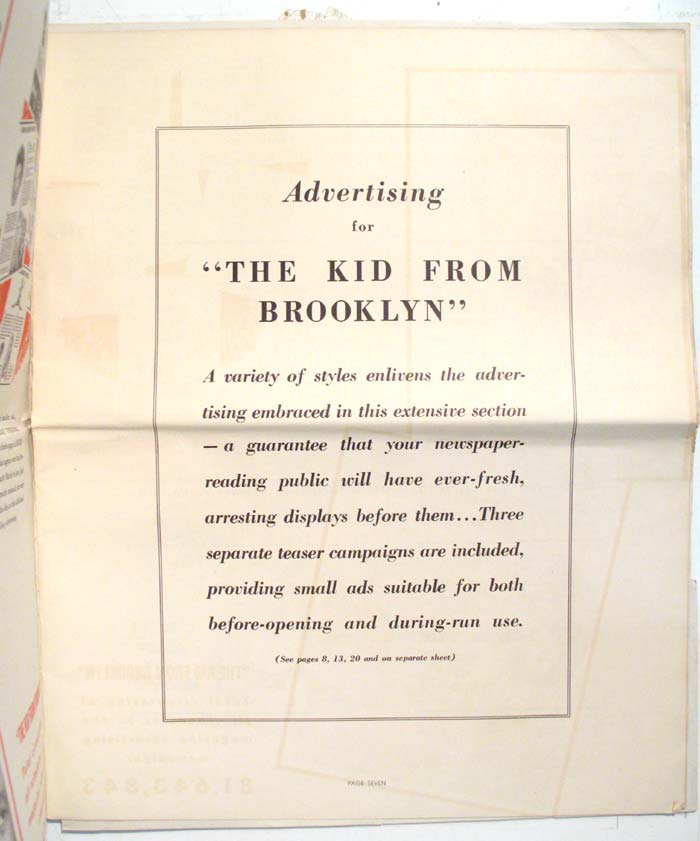 Advertising
for
“THE KID FROM
BROOKLYN”
A variety of styles enlivens the adver-
tising embraced in this extensive section
— a guarantee that your newspaper-
reading public will have ever-fresh,
arresting displays before them...Three
separate teaser campaigns are included,
providing small ads suitable for both
before-opening and during-run use.
(See pages 8, 13, 20 and on separate sheet)
PAGE SEVEN
81,643,843